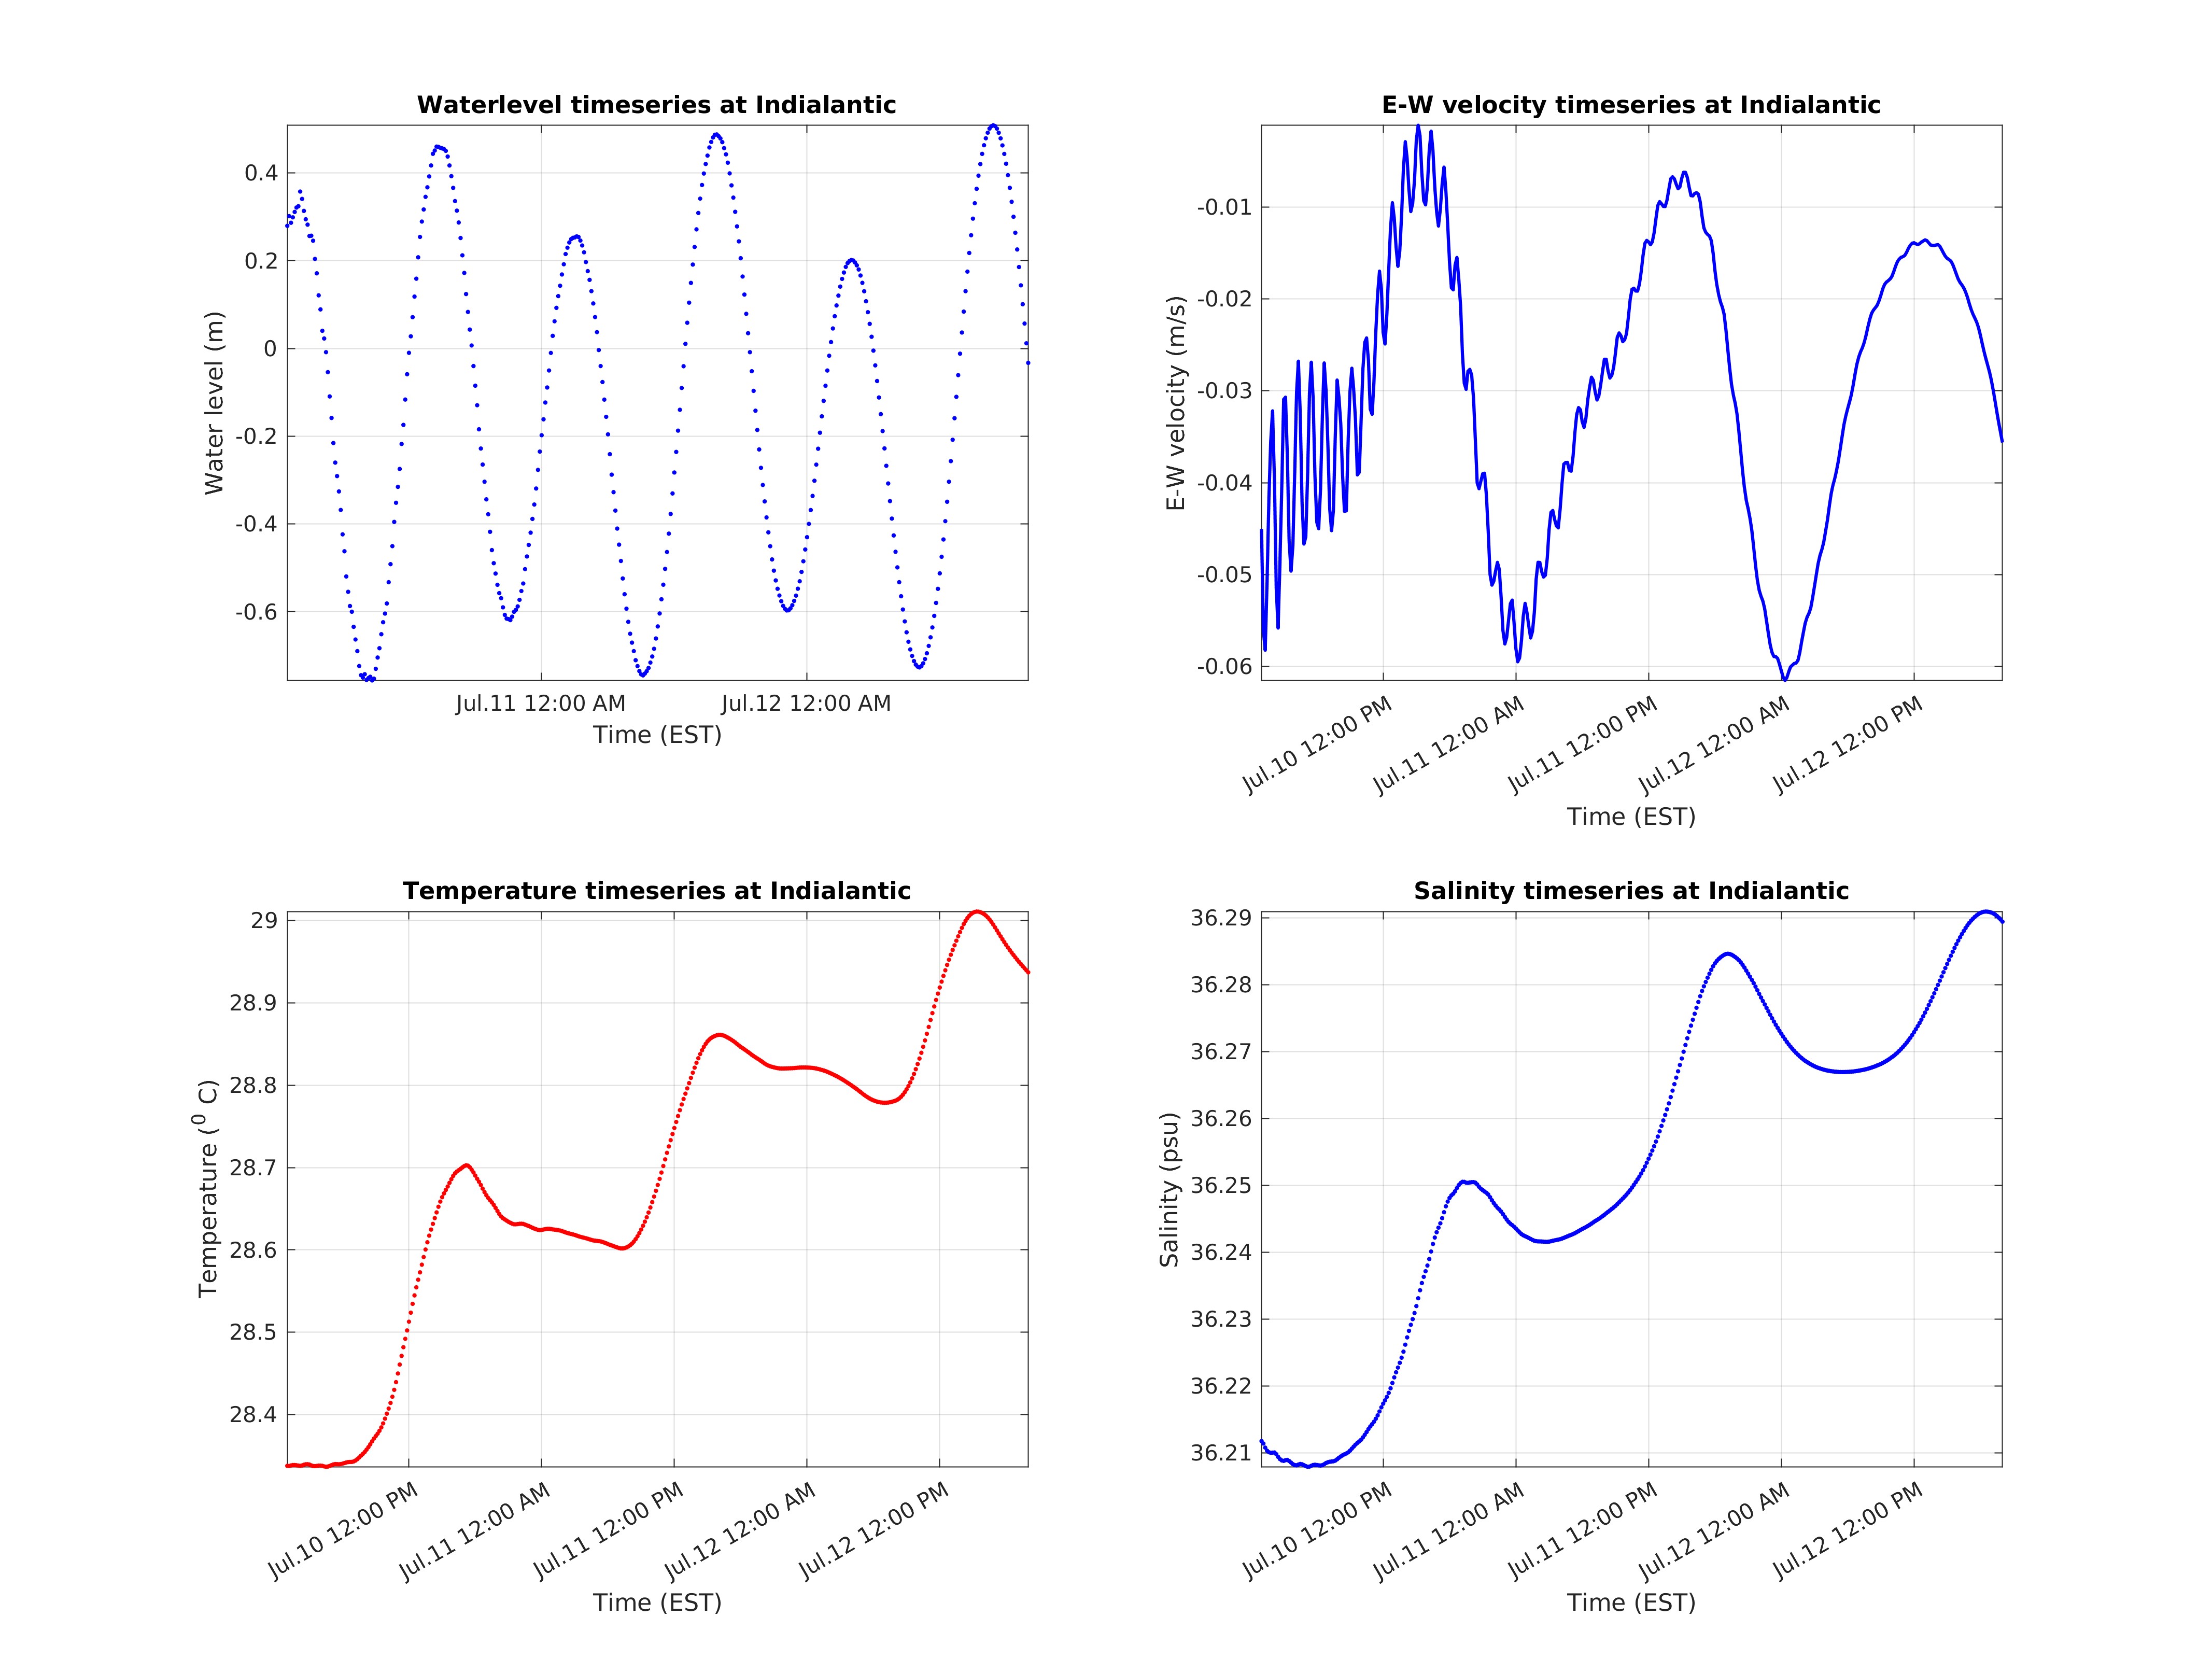 Waterlevel timeseries at Indialantic
0.4
0.2
0
-0.2
-0.4
-0.6
Water level (m)
Jul.11 12:00 AM
Jul.12 12:00 AM
Time (EST)
E-W velocity timeseries at Indialantic
-0.01
-0.02
-0.03
-0.04
-0.05
-0.06
E-W velocity (m/s)
Jul.10 12:00 PM
Jul.11 12:00 AM
Jul.11 12:00 PM
Jul.12 12:00 AM
Jul.12 12:00 PM
Time (EST)
Temperature timeseries at Indialantic
29
28.9
28.8
28.7
28.6
28.5
28.4
Temperature (⁰ C)
Jul.10 12:00 PM
Jul.11 12:00 AM
Jul.11 12:00 PM
Jul.12 12:00 AM
Jul.12 12:00 PM
Time (EST)
Salinity timeseries at Indialantic
36.29
36.28
36.27
36.26
36.25
36.24
36.23
36.22
36.21
Salinity (psu)
Jul.10 12:00 PM
Jul.11 12:00 AM
Jul.11 12:00 PM
Jul.12 12:00 AM
Jul.12 12:00 PM
Time (EST)